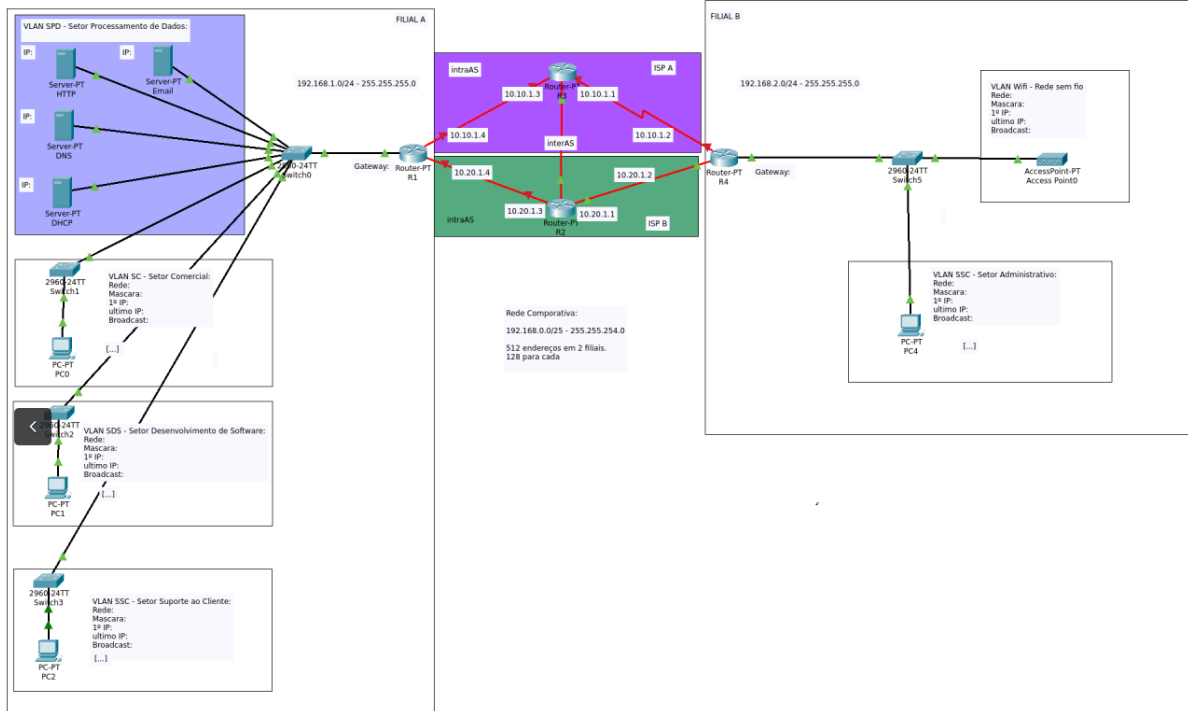 FILIAL A
VLAN SPD - Setor Processamento de Dados:
IP:
Server-PT
HTTP
IP:
Server-PT
Email
IP:
Server-PT
DNS
IP:
Server-PT
DHCP
192.168.1.0/24 - 255.255.255.0
2960-24TT
Switch0
Gateway:
Router-PT
R1
2960-24TT
Switch1
PC-PT
PC0
VLAN SC - Setor Comercial:
Rede:
Mascara:
1º IP:
ultimo IP:
Broadcast:
[...]
2960-24TT
Switch2
PC-PT
PC1
VLAN SDS - Setor Desenvolvimento de Software:
Rede:
Mascara:
1º IP:
ultimo IP:
Broadcast:
[...]
2960-24TT
Switch3
PC-PT
PC2
VLAN SSC - Setor Suporte ao Cliente:
Rede:
Mascara:
1º IP:
ultimo IP:
Broadcast:
[...]
intraAS
ISP A
Router-PT
R3
10.10.1.3
10.10.1.1
10.10.1.4
10.10.1.2
interAS
10.20.1.4
10.20.1.2
10.20.1.3
10.20.1.1
Router-PT
R2
intraAS
ISP B
Rede Comporativa:
192.168.0.0/25 - 255.255.254.0
512 endereços em 2 filiais.
128 para cada
FILIAL B
192.168.2.0/24 - 255.255.255.0
Router-PT
R4
Gateway:
2960-24TT
Switch5
VLAN Wifi - Rede sem fio
Rede:
Mascara:
1º IP:
ultimo IP:
Broadcast:
AccessPoint-PT
Access Point0
VLAN SSC - Setor Administrativo:
Rede:
Mascara:
1º IP:
ultimo IP:
Broadcast:
[...]
PC-PT
PC4